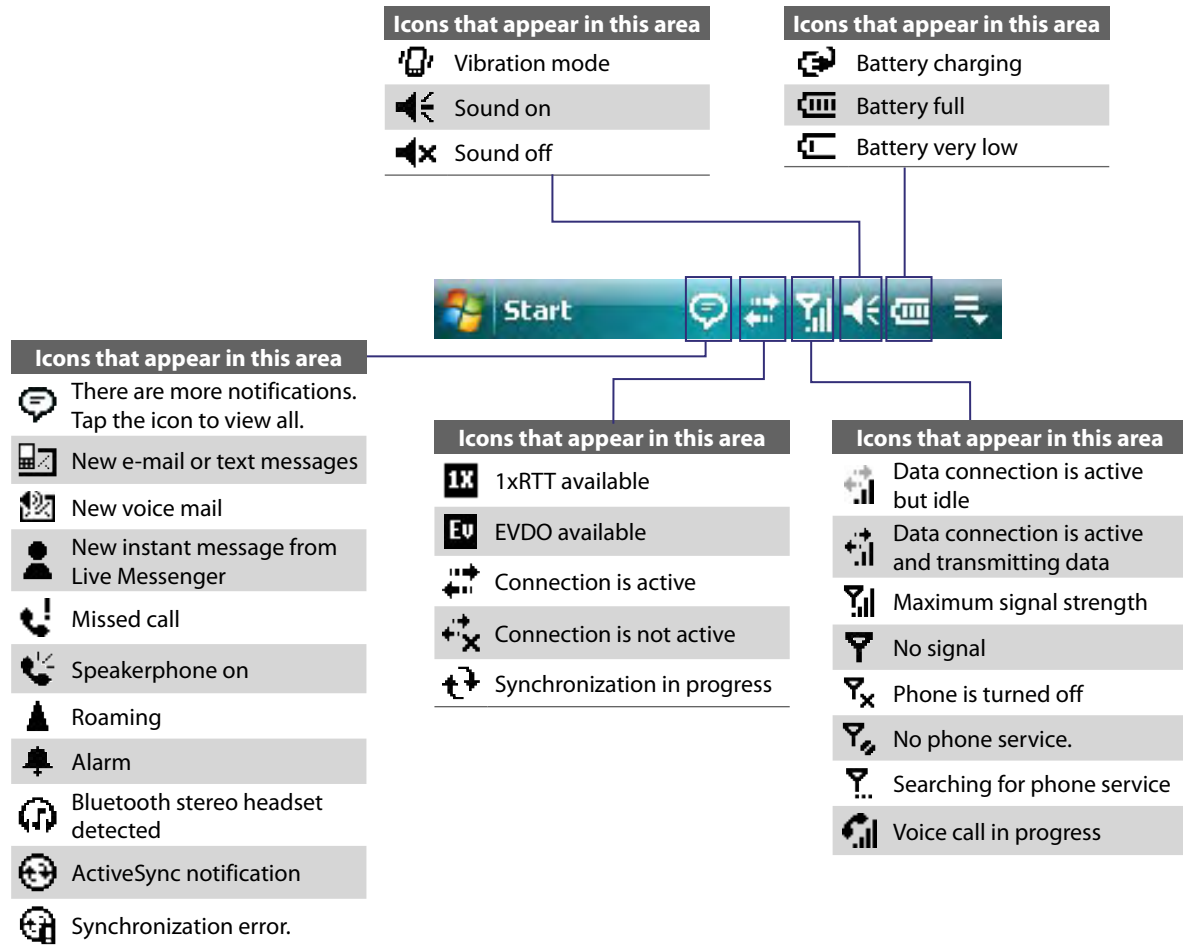 Icons that appear in this area
Vibration mode
Sound on
Sound off
Icons that appear in this area
Battery charging
Battery full
Battery very low
Start
Icons that appear in this area
There are more notifications.
Tap the icon to view all.
New e-mail or text messages
New voice mail
New instant message from
Live Messenger
Missed call
Speakerphone on
Roaming
Alarm
Bluetooth stereo headset
detected
ActiveSync notification
Synchronization error.
Icons that appear in this area
1X 1xRTT available
Ev EVDO available
Connection is active
Connection is not active
Synchronization in progress
Icons that appear in this area
Data connection is active
but idle
Data connection is active
and transmitting data
Maximum signal strength
No signal
Phone is turned off
No phone service.
Searching for phone service
Voice call in progress